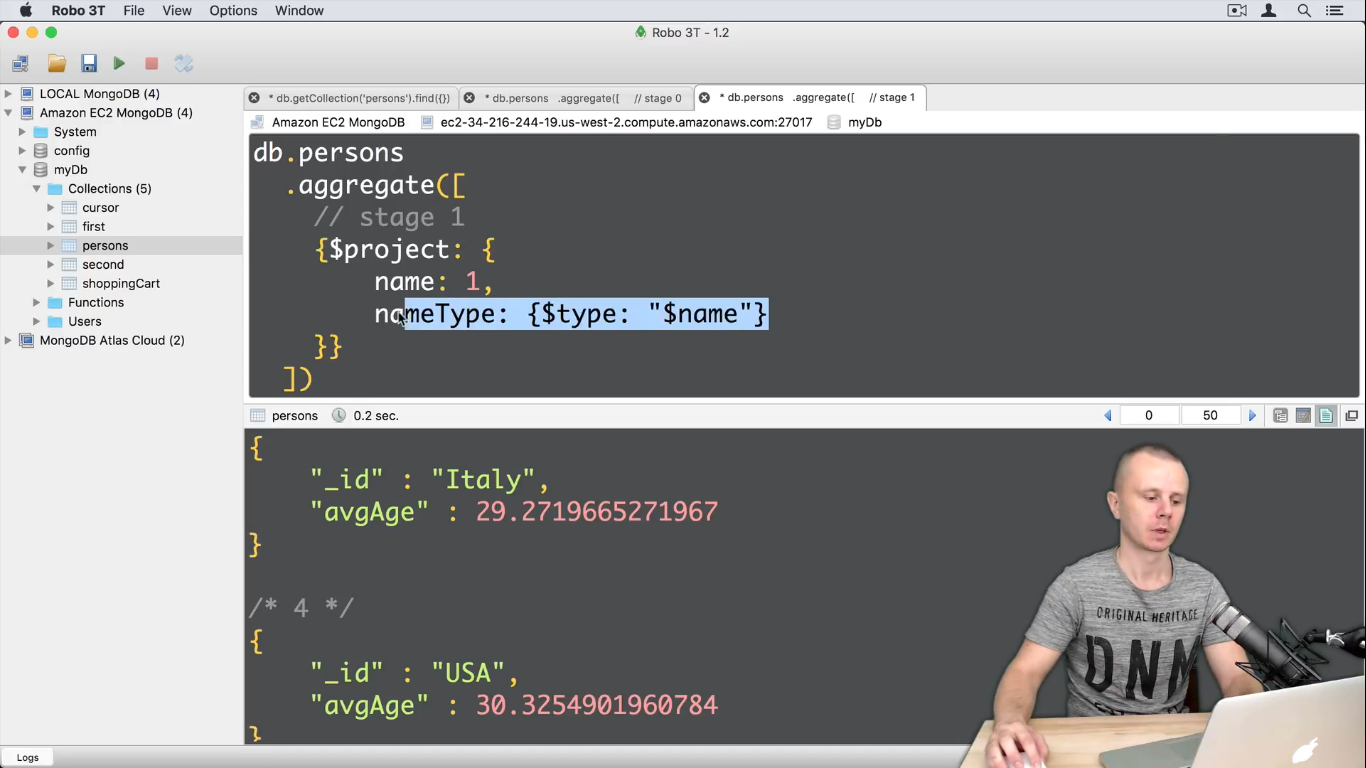 Robo 3T File View Options Window
Robo 3T - 1.2
* db.getCollection('persons').find({}) * db.persons .aggregate([ // stage 0 * db.persons .aggregate([ // stage 1
Amazon EC2 MongoDB ec2-34-216-244-19.us-west-2.compute.amazonaws.com:27017 myDb
LOCAL MongoDB (4)
Amazon EC2 MongoDB (4)
System
config
myDb
Collections (5)
cursor
first
persons
second
shoppingCart
Functions
Users
MongoDB Atlas Cloud (2)
db.persons
.aggregate([
// stage 1
{$project: {
name: 1,
nameType: {$type: "$name"}
}}
])
persons 0.2 sec. 0 50
{
"_id" : "Italy",
"avgAge" : 29.2719665271967
}
/* 4 */
{
"_id" : "USA",
"avgAge" : 30.3254901960784
}
ORIGINAL HERITAGE
DNM
Logs